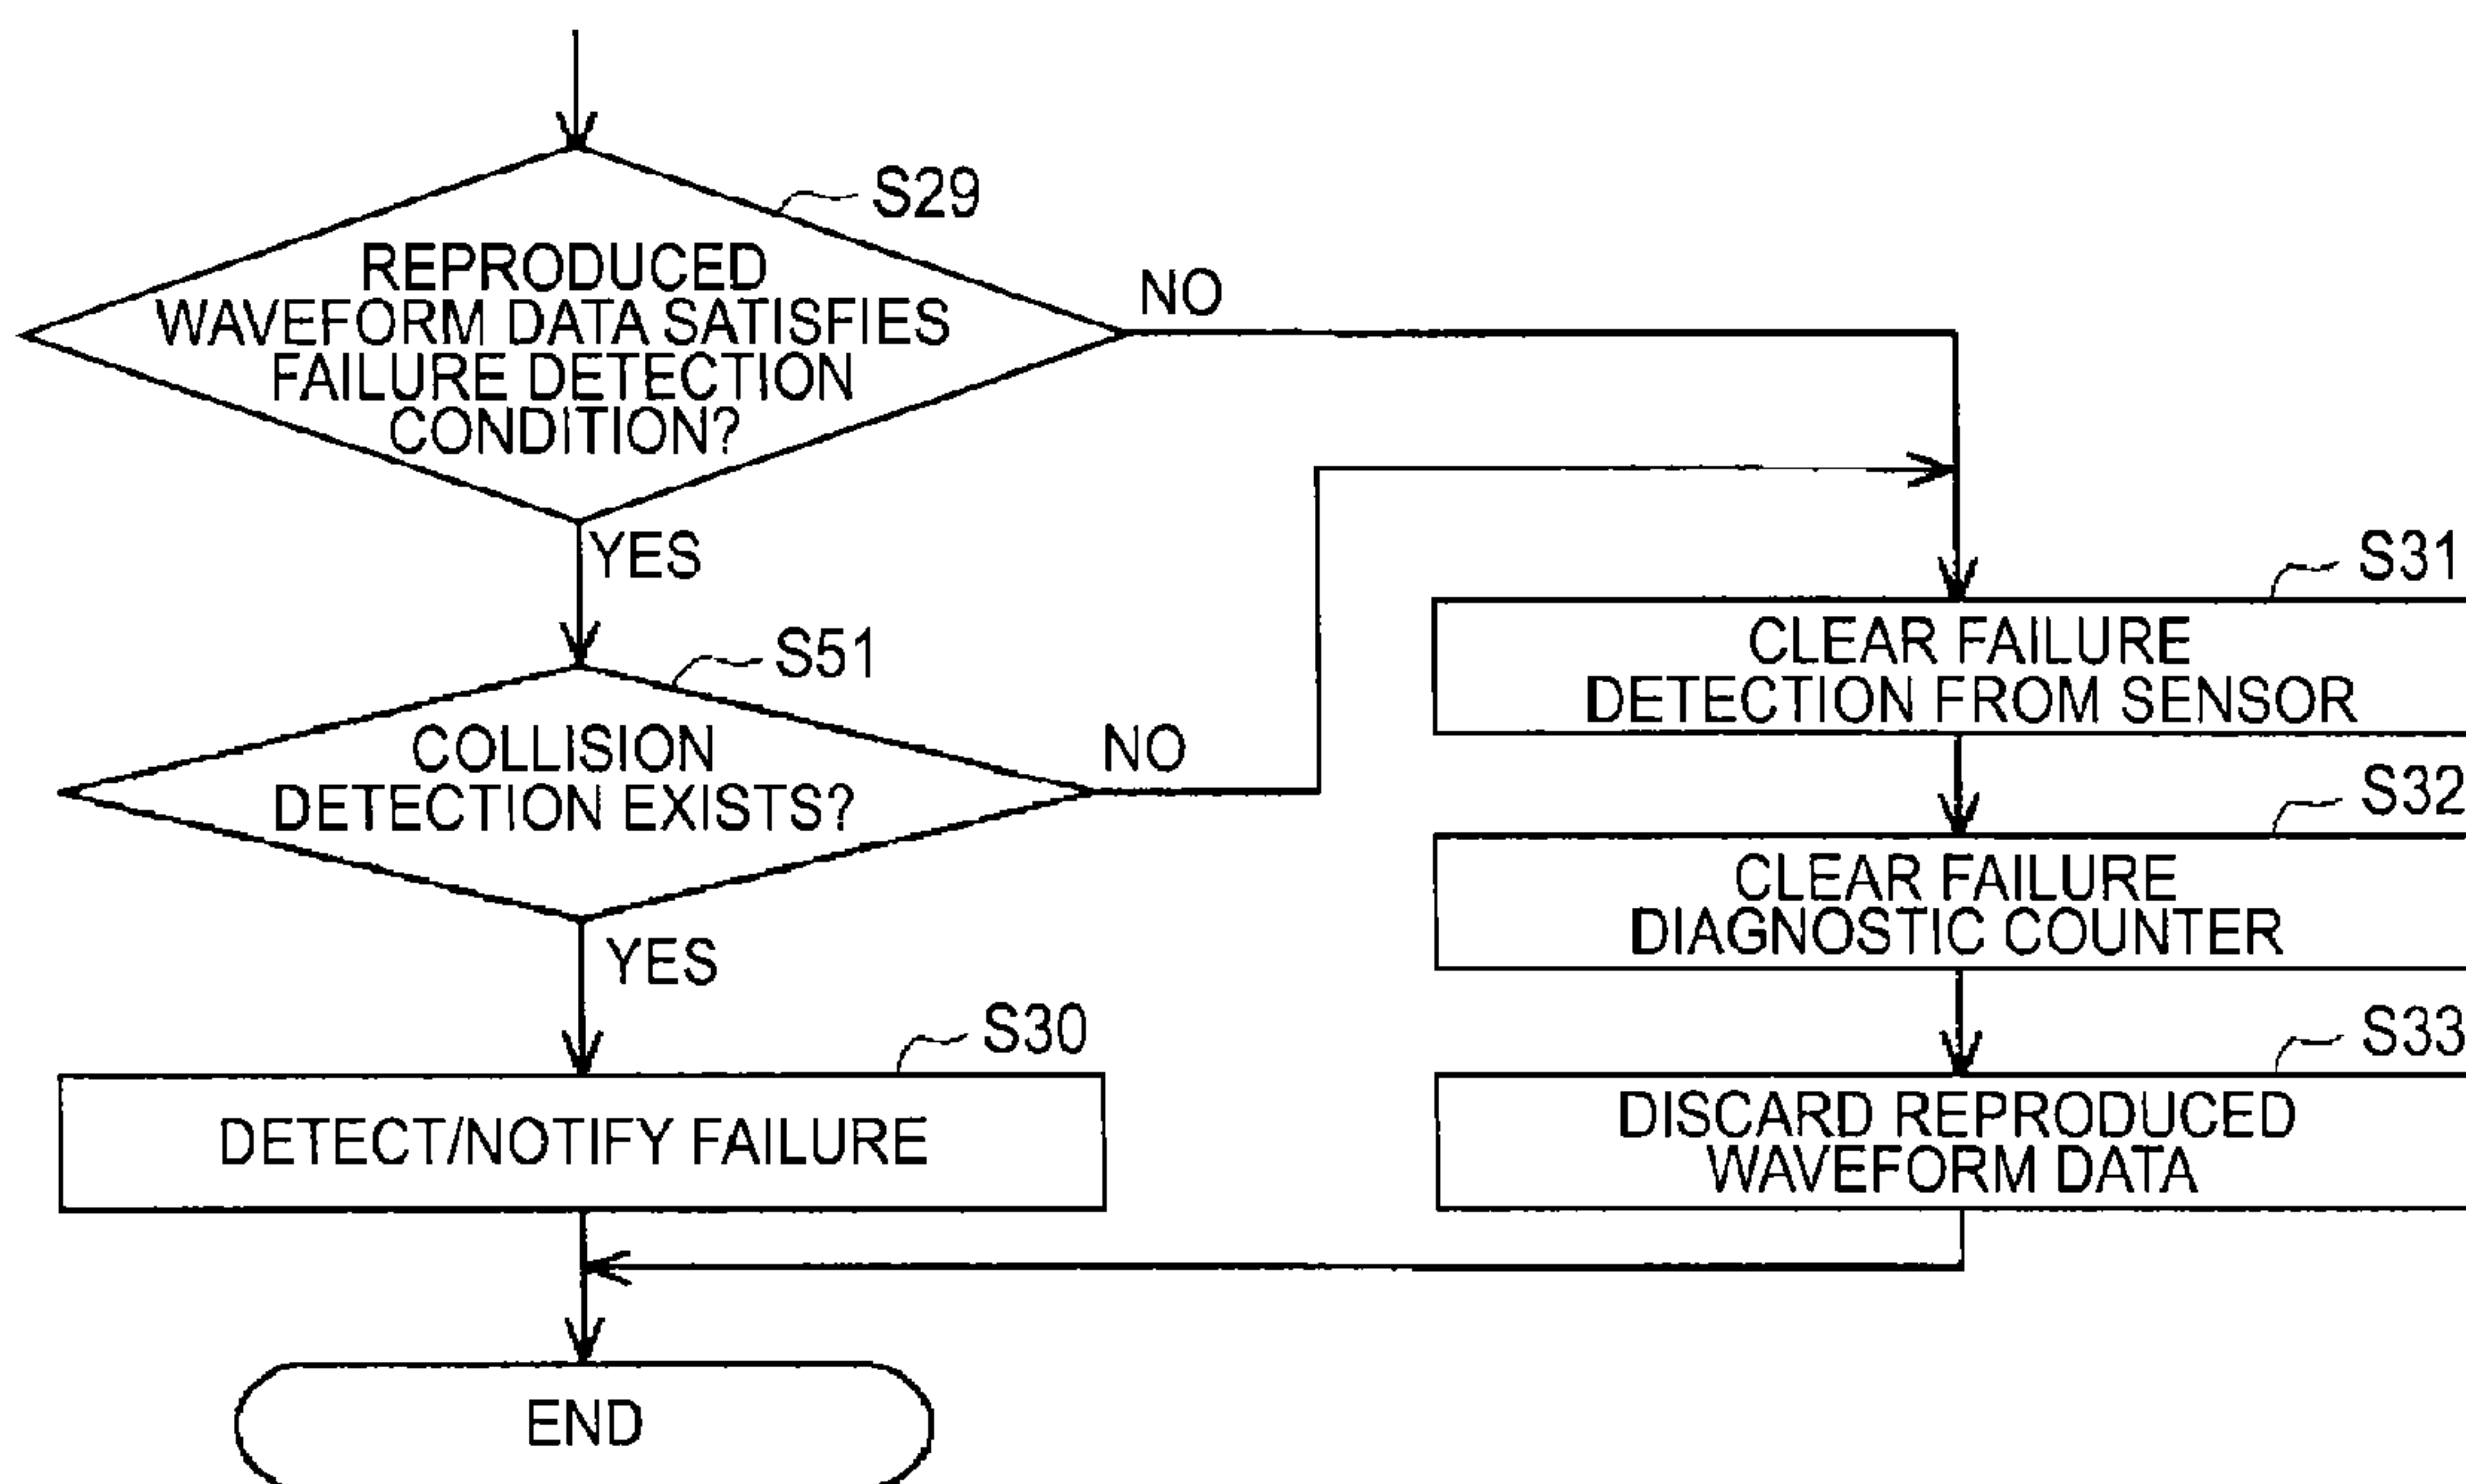 S29
REPRODUCED
WAVEFORM DATA SATISFIES
FAILURE DETECTION
CONDITION?
NO
YES
S51
COLLISION
DETECTION EXISTS?
NO
YES
S30
DETECT/NOTIFY FAILURE
S31
CLEAR FAILURE
DETECTION FROM SENSOR
S32
CLEAR FAILURE
DIAGNOSTIC COUNTER
S33
DISCARD REPRODUCED
WAVEFORM DATA
END